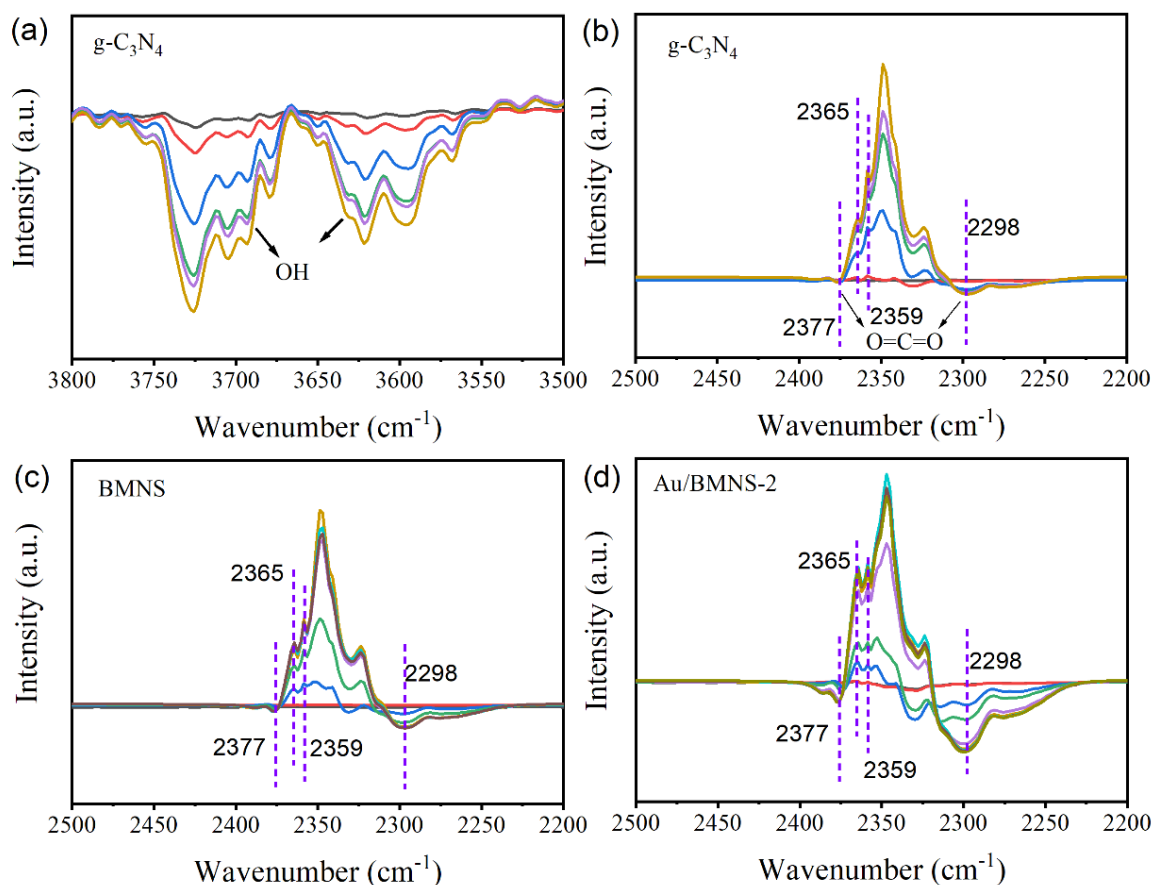 (a)
g-C₃N₄
OH
Intensity (a.u.)
3800 3750 3700 3650 3600 3550 3500
Wavenumber (cm⁻¹)
(b)
g-C₃N₄
2365
2298
2377
2359
O=C=O
Intensity (a.u.)
2500 2450 2400 2350 2300 2250 2200
Wavenumber (cm⁻¹)
(c)
BMNS
2365
2298
2377
2359
Intensity (a.u.)
2500 2450 2400 2350 2300 2250 2200
Wavenumber (cm⁻¹)
(d)
Au/BMNS-2
2365
2298
2377
2359
Intensity (a.u.)
2500 2450 2400 2350 2300 2250 2200
Wavenumber (cm⁻¹)